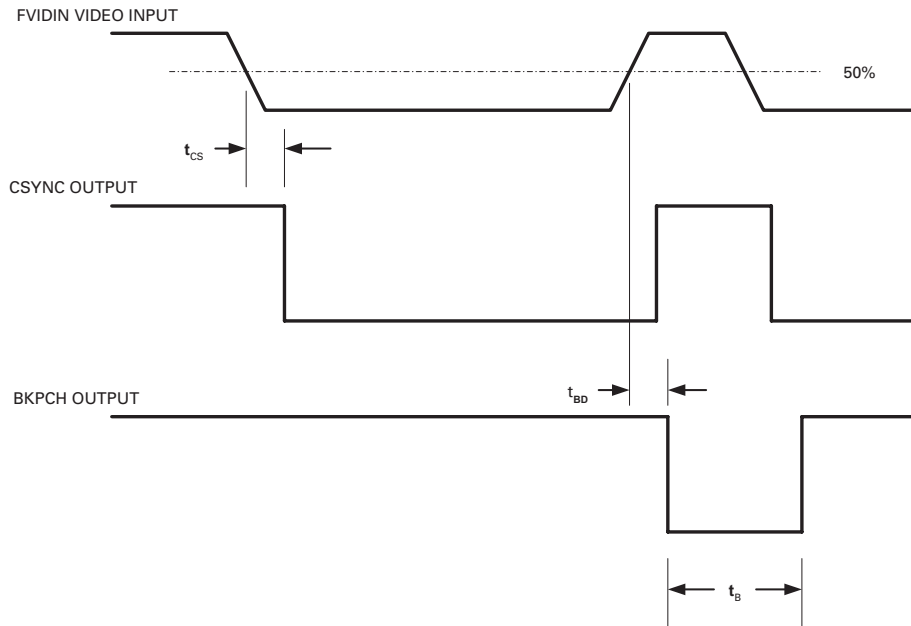 FVIDIN VIDEO INPUT
50%
tCS
CSYNC OUTPUT
tBD
BKPCH OUTPUT
tB